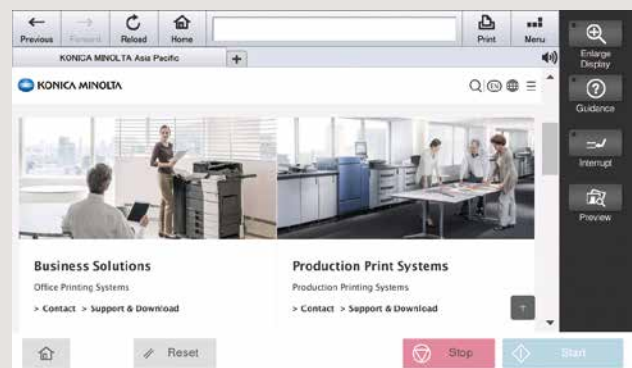 Previous Forward Reload Home Print Menu
KONICA MINOLTA Asia Pacific +
KONICA MINOLTA EN
Enlarge
Display
Guidance
Interrupt
Preview
Business Solutions
Office Printing Systems
> Contact > Support & Download
Production Print Systems
Production Printing Systems
> Contact > Support & Download
Reset Stop Start